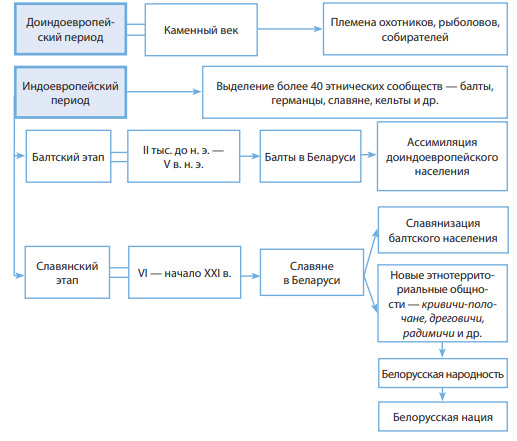 Доиндоевропей-
ский период
Каменный век
Племена охотников, рыболовов,
собирателей
Индоевропейский
период
Выделение более 40 этнических сообществ — балты,
германцы, славяне, кельты и др.
Балтский этап
II тыс. до н. э. —
V в. н. э.
Балты в Беларуси
Ассимиляция
доиндоевропейского
населения
Славянский
этап
VI — начало XXI в.
Славяне
в Беларуси
Славянизация
балтского населения
Новые этнотеррито-
риальные общно-
сти — кривичи-поло-
чане, дреговичи,
радимичи и др.
Белорусская народность
Белорусская нация